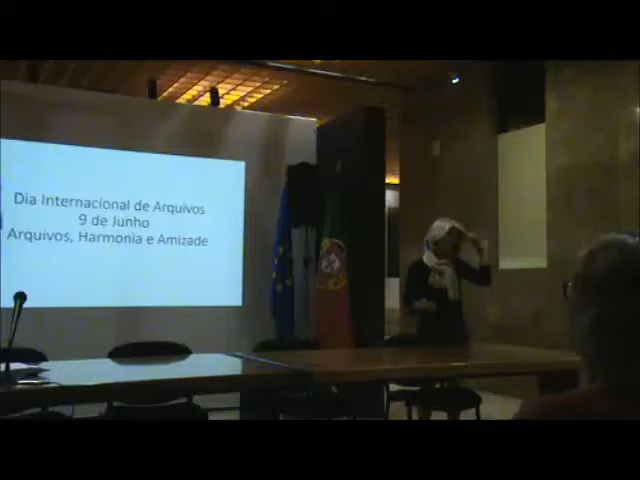 Dia Internacional de Arquivos
9 de Junho
Arquivos, Harmonia e Amizade